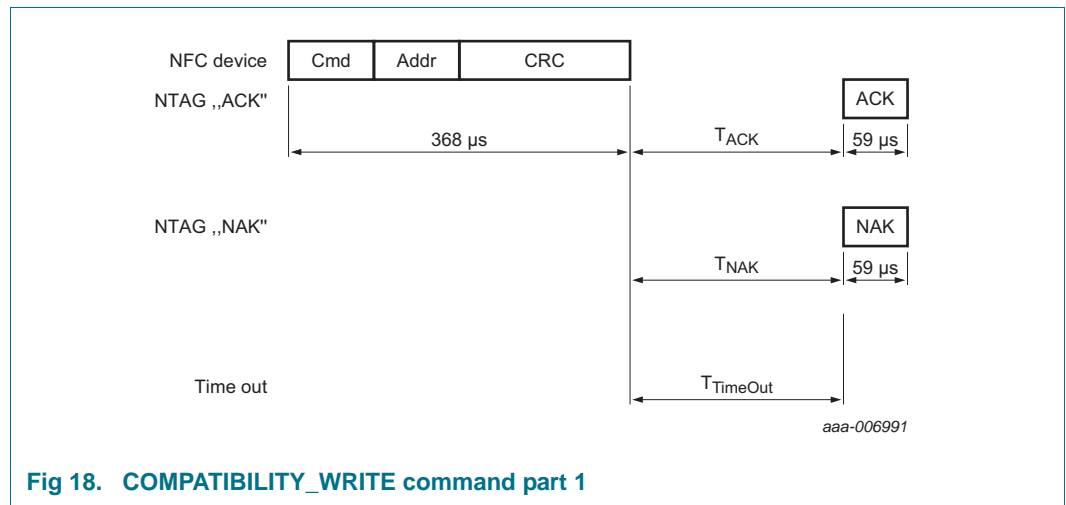 NFC device Cmd Addr CRC
NTAG ,,ACK" ACK
368 µs TACK 59 µs
NTAG ,,NAK" NAK
TNAK 59 µs
Time out TTimeOut
aaa-006991
Fig 18. COMPATIBILITY_WRITE command part 1